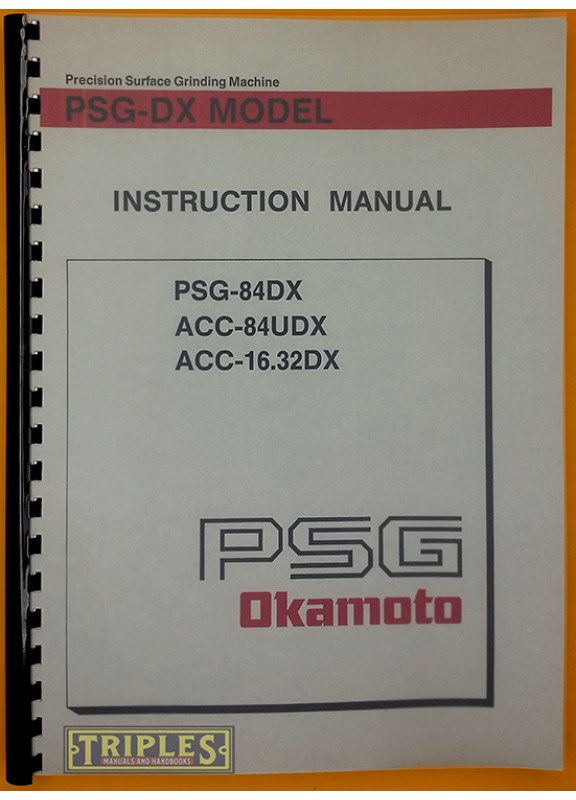 Precision Surface Grinding Machine
PSG-DX MODEL
INSTRUCTION MANUAL
PSG-84DX
ACC-84UDX
ACC-16.32DX
PSG
Okamoto
TRIPLES
MANUALS AND HANDBOOKS